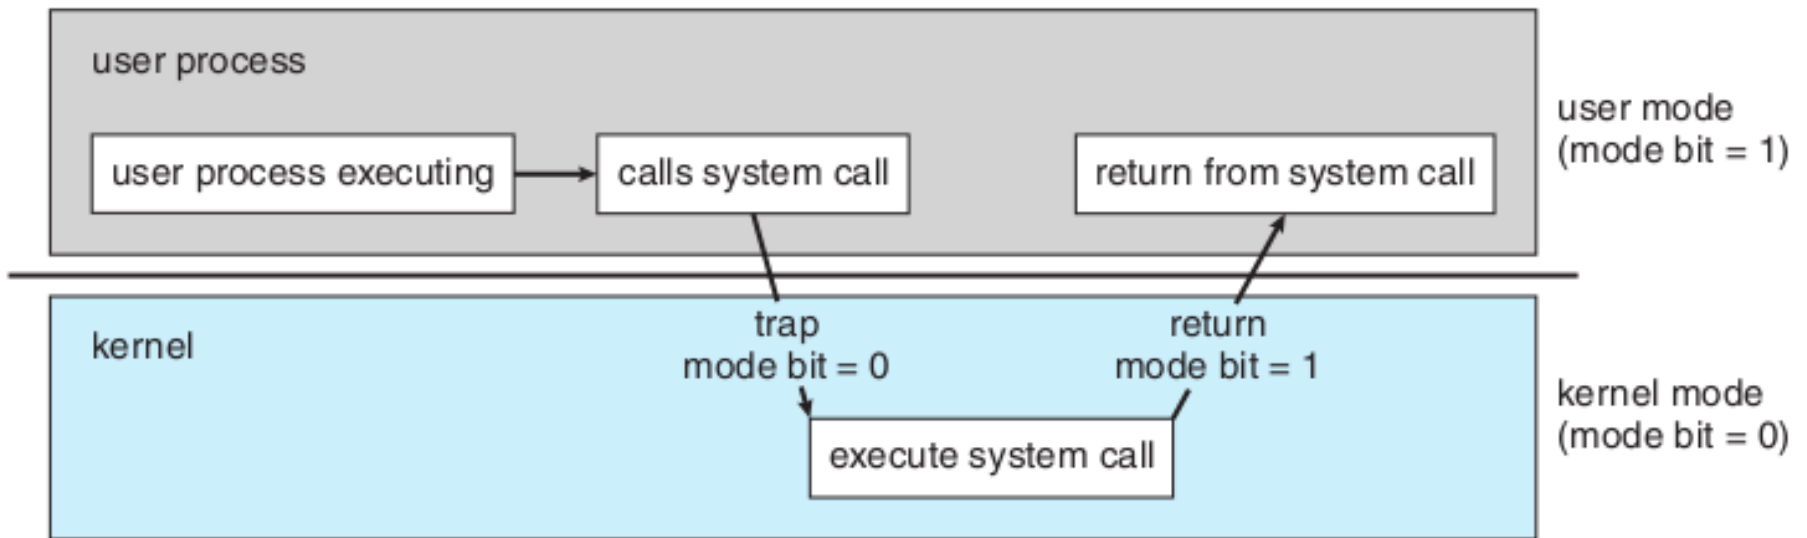 user process
user process executing
calls system call
return from system call
user mode
(mode bit = 1)
kernel
trap
mode bit = 0
return
mode bit = 1
execute system call
kernel mode
(mode bit = 0)